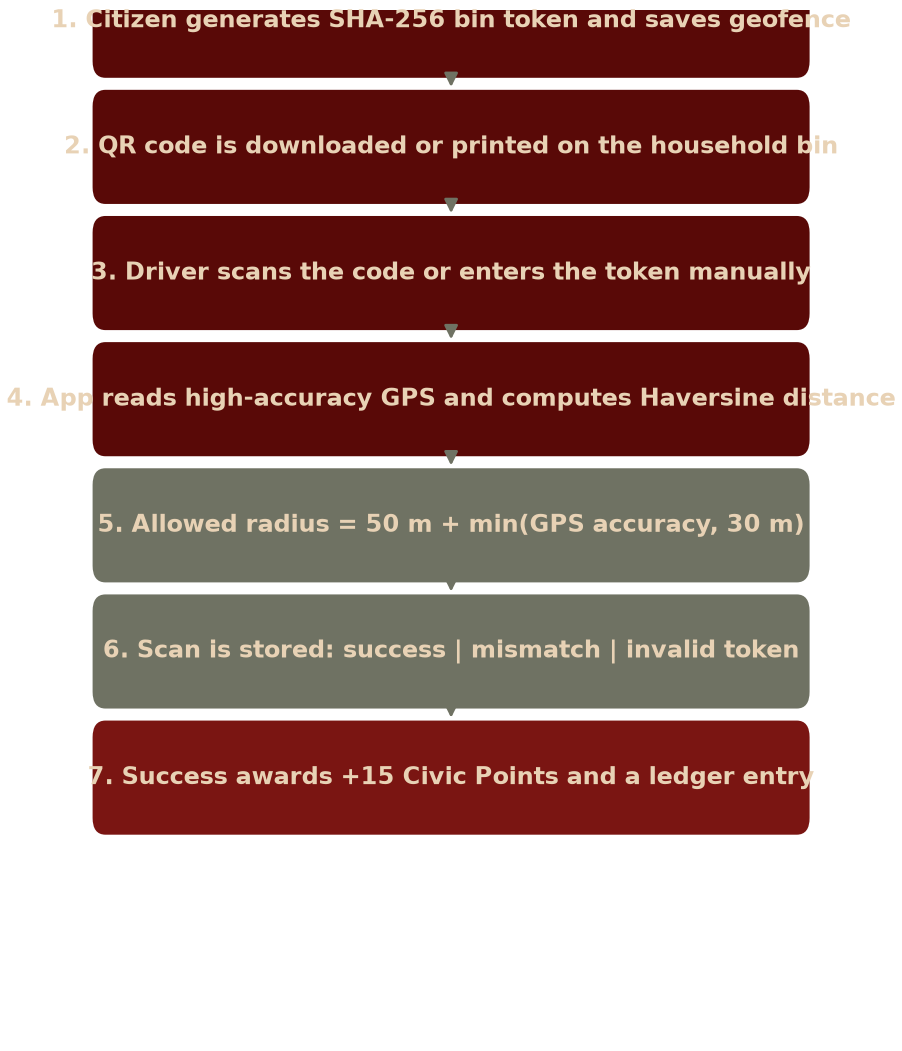 1. Citizen generates SHA-256 bin token and saves geofence
2. QR code is downloaded or printed on the household bin
3. Driver scans the code or enters the token manually
4. App reads high-accuracy GPS and computes Haversine distance
5. Allowed radius = 50 m + min(GPS accuracy, 30 m)
6. Scan is stored: success | mismatch | invalid token
7. Success awards +15 Civic Points and a ledger entry